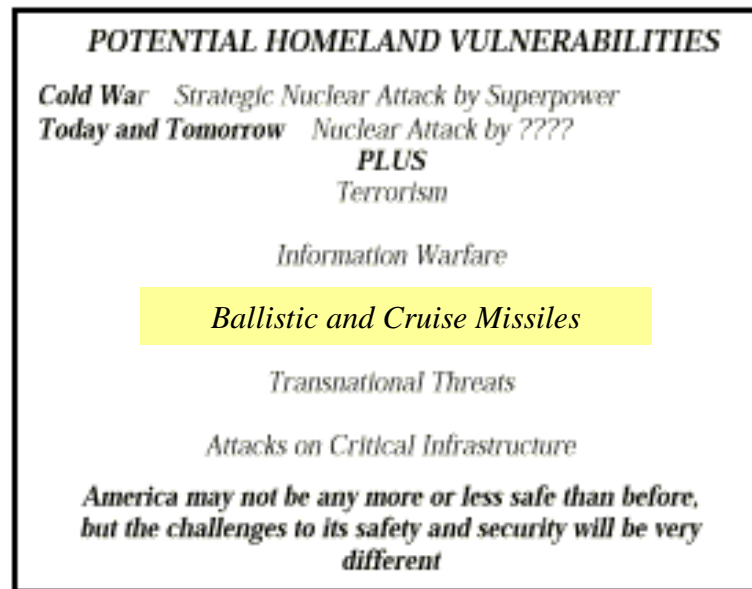 POTENTIAL HOMELAND VULNERABILITIES
Cold War Strategic Nuclear Attack by Superpower
Today and Tomorrow Nuclear Attack by ????
PLUS
Terrorism
Information Warfare
Ballistic and Cruise Missiles
Transnational Threats
Attacks on Critical Infrastructure
America may not be any more or less safe than before,
but the challenges to its safety and security will be very
different